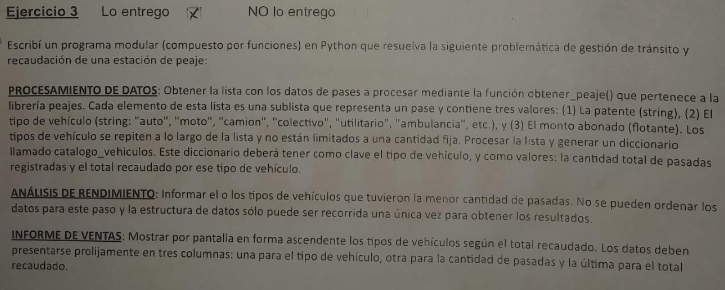 Ejercicio 3 Lo entrego NO lo entrego
Escribí un programa modular (compuesto por funciones) en Python que resuelva la siguiente problemática de gestión de tránsito y
recaudación de una estación de peaje:
PROCESAMIENTO DE DATOS: Obtener la lista con los datos de pases a procesar mediante la función obtener_peaje() que pertenece a la
librería peajes. Cada elemento de esta lista es una sublista que representa un pase y contiene tres valores: (1) La patente (string), (2) El
tipo de vehículo (string: "auto", "moto", "camion", "colectivo", "utilitario", "ambulancia", etc.), y (3) El monto abonado (flotante). Los
tipos de vehículo se repiten a lo largo de la lista y no están limitados a una cantidad fija. Procesar la lista y generar un diccionario
llamado catalogo_vehiculos. Este diccionario deberá tener como clave el tipo de vehículo, y como valores: la cantidad total de pasadas
registradas y el total recaudado por ese tipo de vehículo.
ANÁLISIS DE RENDIMIENTO: Informar el o los tipos de vehículos que tuvieron la menor cantidad de pasadas. No se pueden ordenar los
datos para este paso y la estructura de datos sólo puede ser recorrida una única vez para obtener los resultados.
INFORME DE VENTAS: Mostrar por pantalla en forma ascendente los tipos de vehículos según el total recaudado. Los datos deben
presentarse prolijamente en tres columnas: una para el tipo de vehículo, otra para la cantidad de pasadas y la última para el total
recaudado.